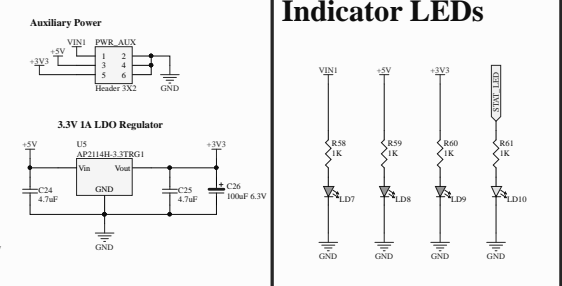 Auxiliary Power
VIN1 PWR_AUX
+5V
+3V3
1 2
3 4
5 6
Header 3X2
GND
3.3V 1A LDO Regulator
+5V U5 +3V3
AP2114H-3.3TRG1
Vin Vout
GND
C24
4.7uF
C25
4.7uF
+ C26
100uF 6.3V
GND
Indicator LEDs
VIN1 +5V +3V3 STAT_LED
R58
1K
R59
1K
R60
1K
R61
1K
LD7 LD8 LD9 LD10
GND GND GND GND